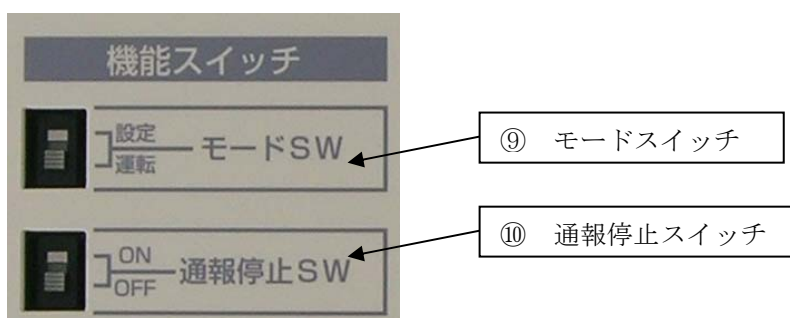 機能スイッチ
設定
運転
モードSW
ON
OFF
通報停止SW
⑨ モードスイッチ
⑩ 通報停止スイッチ